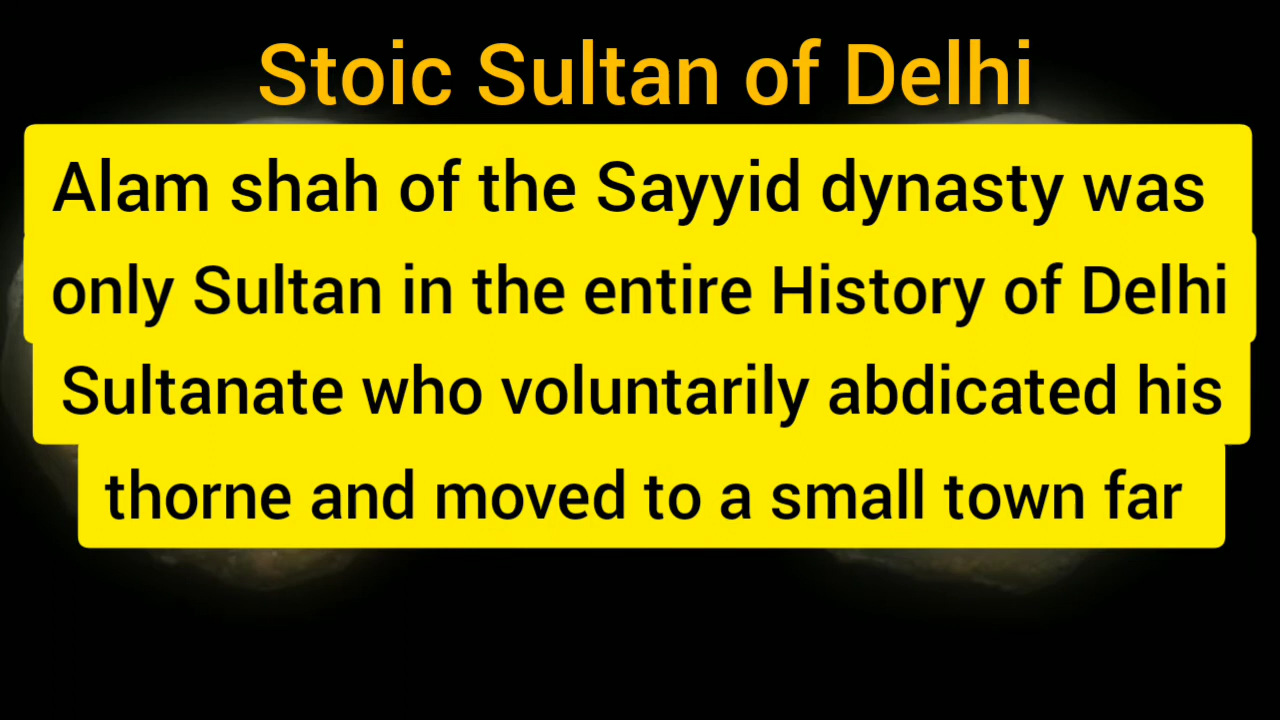 Stoic Sultan of Delhi
Alam shah of the Sayyid dynasty was
only Sultan in the entire History of Delhi
Sultanate who voluntarily abdicated his
thorne and moved to a small town far